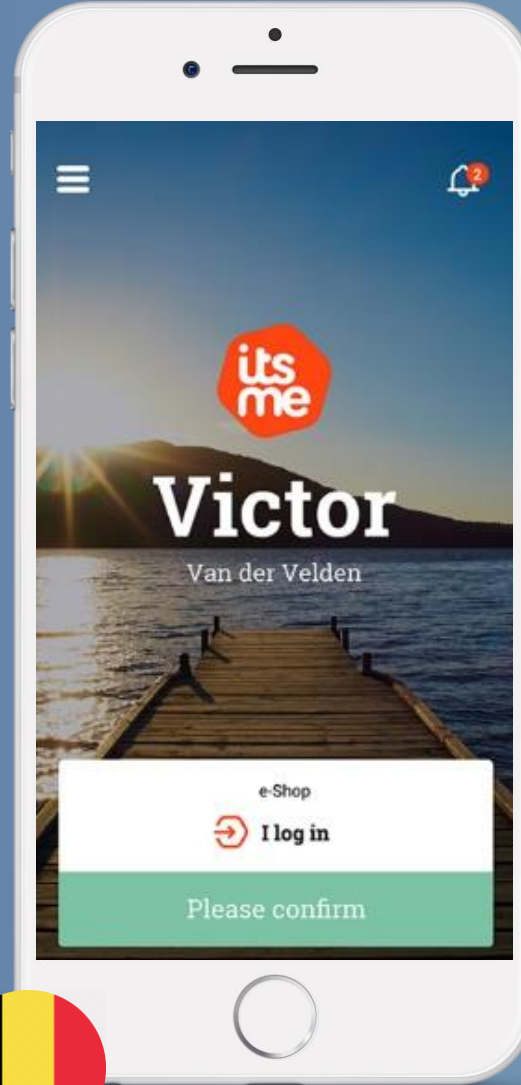 2
its
me
Victor
Van der Velden
e-Shop
I log in
Please confirm